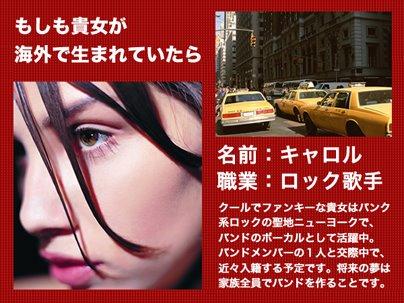 もしも貴女が
海外で生まれていたら
名前：キャロル
職業：ロック歌手
クールでファンキーな貴女はパンク
系ロックの聖地ニューヨークで、
バンドのボーカルとして活躍中。
バンドメンバーの１人と交際中で、
近々入籍する予定です。将来の夢は
家族全員でバンドを作ることです。